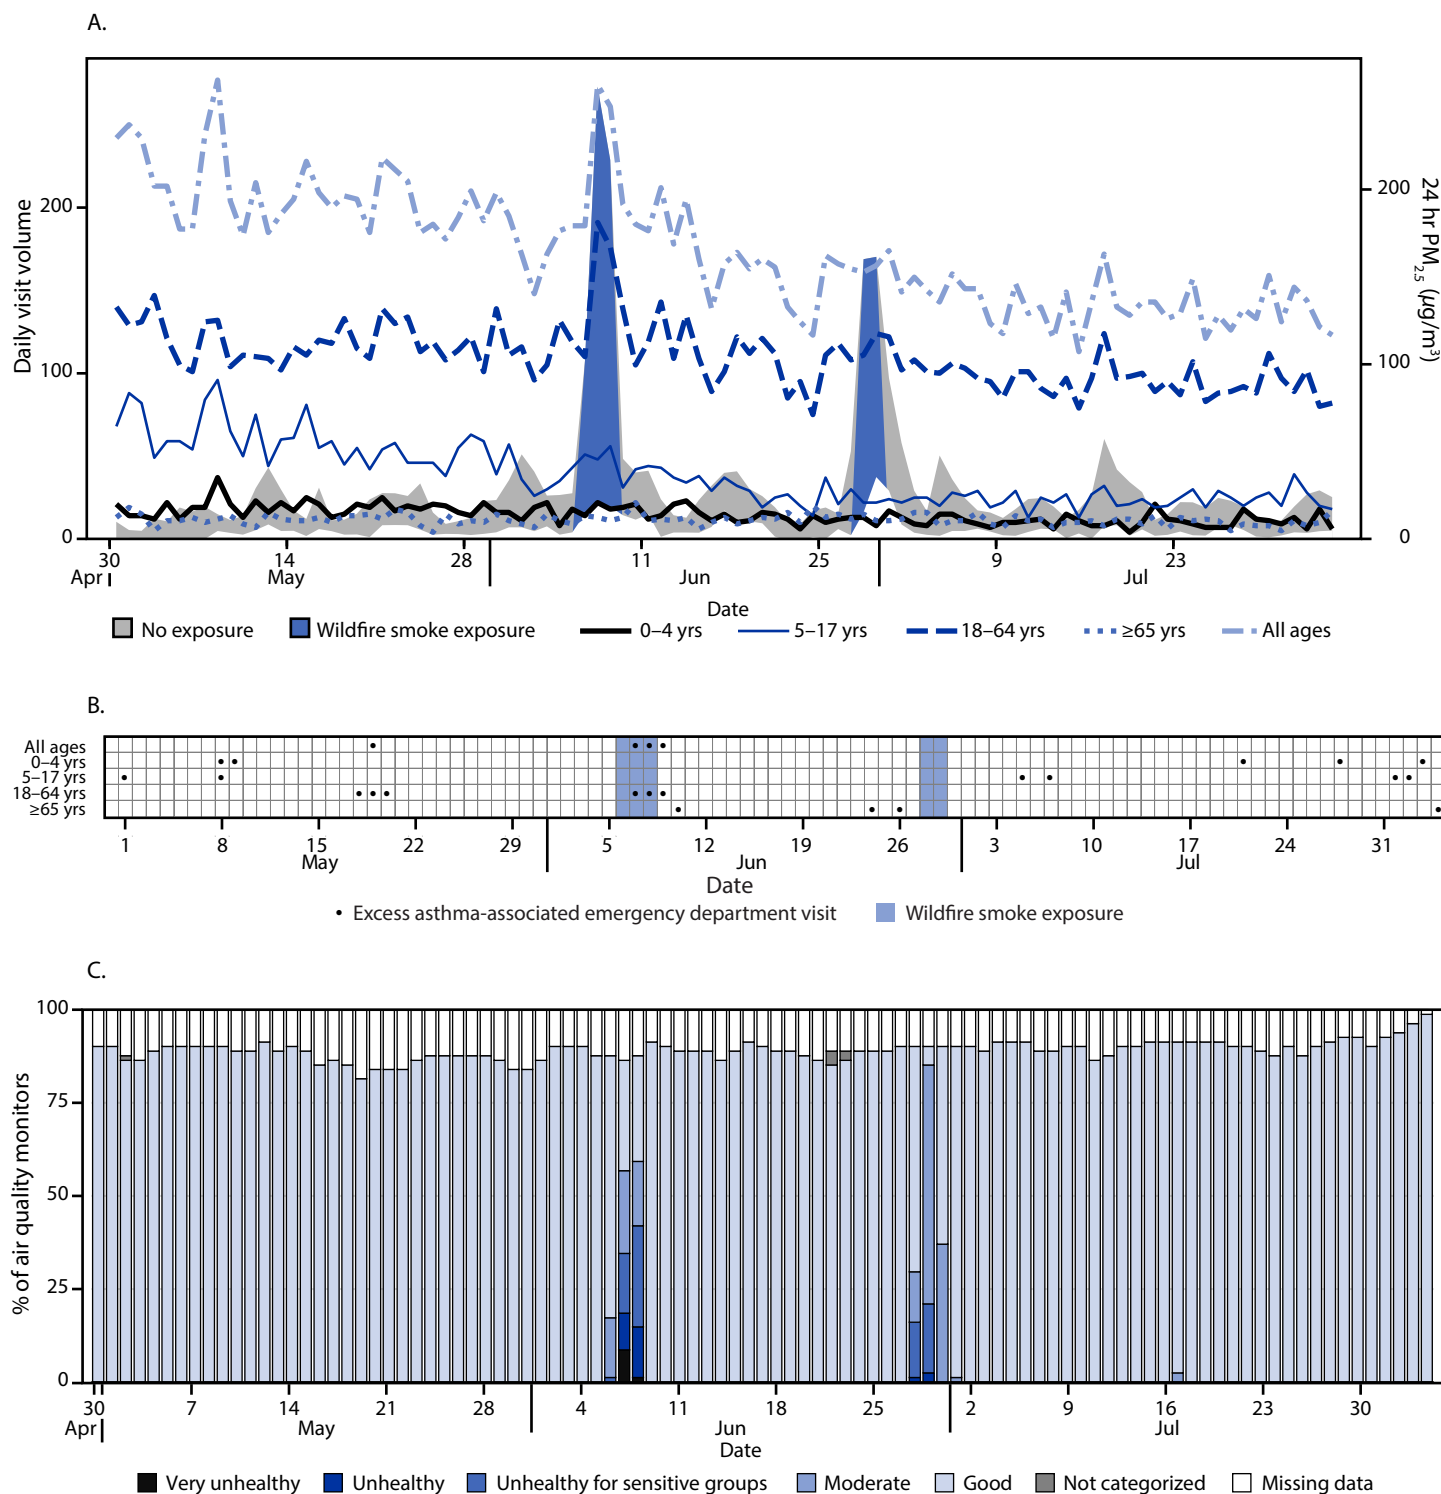 A.
Daily visit volume
200
100
0
24 hr PM2.5 (µg/m3)
200
100
0
30 14 28 11 25 9 23
Apr May Jun Jul
Date
No exposure Wildfire smoke exposure 0–4 yrs 5–17 yrs 18–64 yrs ≥65 yrs All ages
B.
All ages
0–4 yrs
5–17 yrs
18–64 yrs
≥65 yrs
1 8 15 22 29 5 12 19 26 3 10 17 24 31
May Jun Jul
Date
• Excess asthma-associated emergency department visit Wildfire smoke exposure
C.
% of air quality monitors
100
75
50
25
0
30 7 14 21 28 4 11 18 25 2 9 16 23 30
Apr May Jun Jul
Date
Very unhealthy Unhealthy Unhealthy for sensitive groups Moderate Good Not categorized Missing data